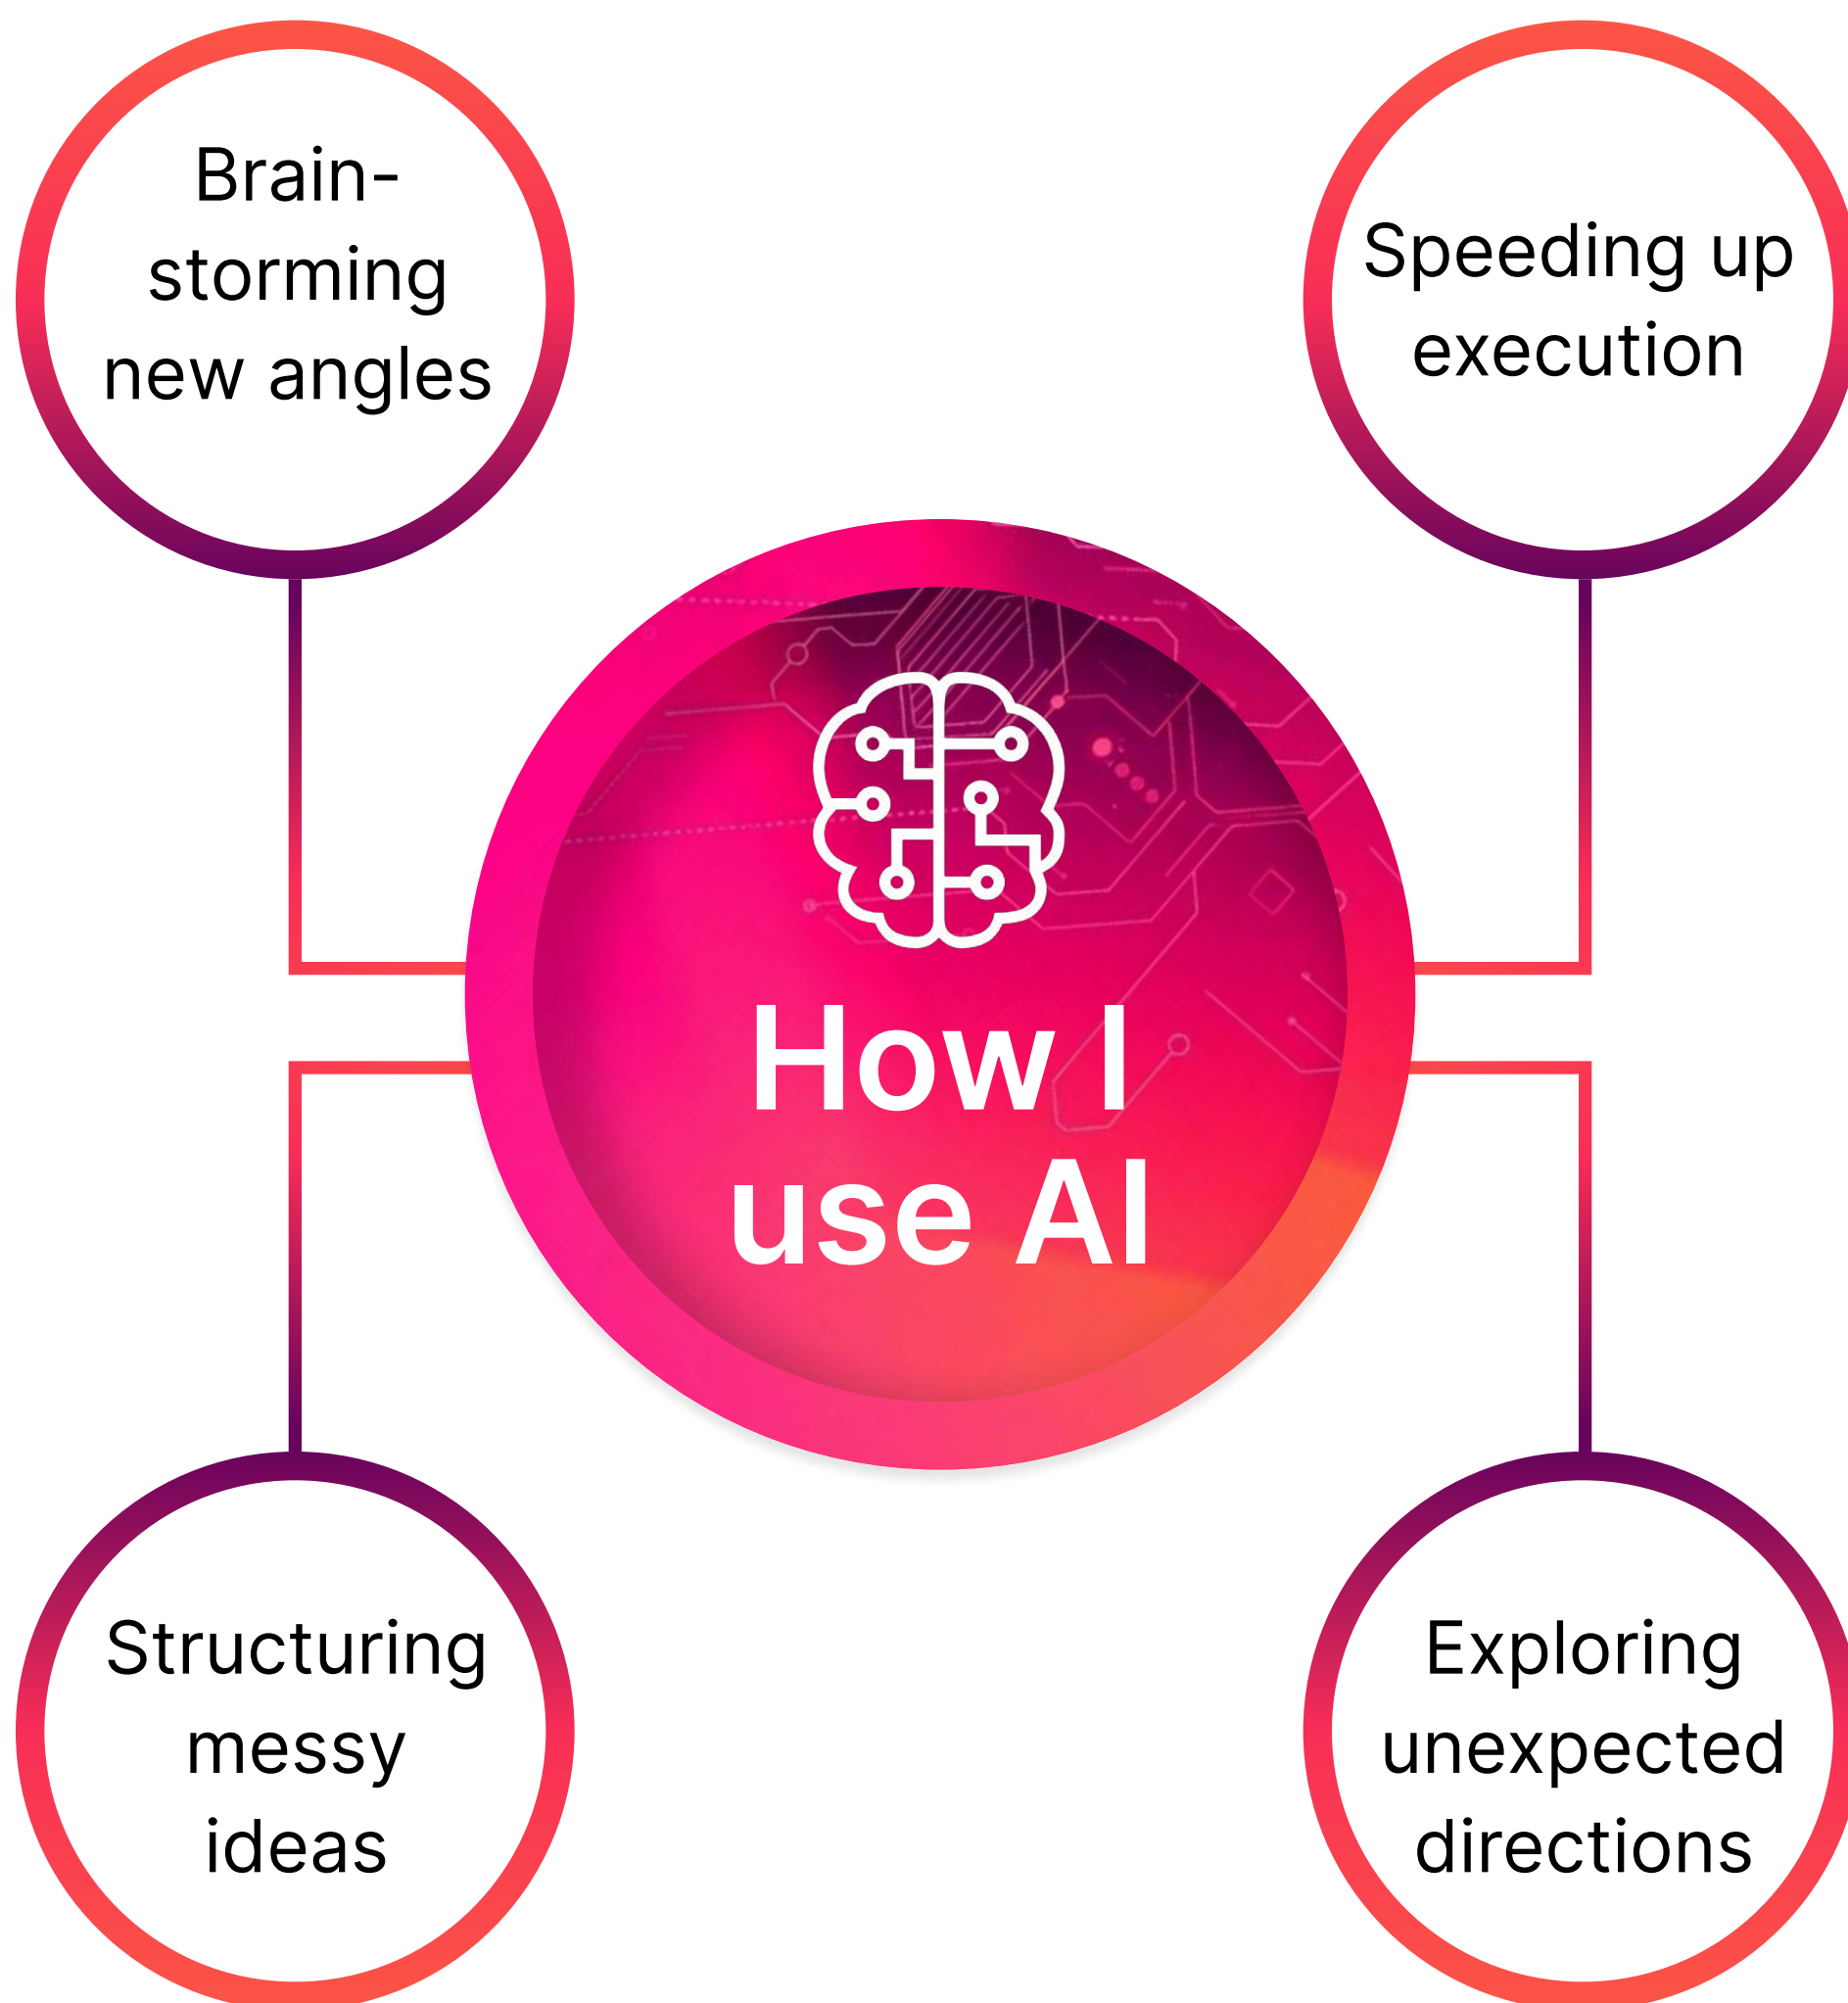 Brain-
storming
new angles
Speeding up
execution
How I
use AI
Structuring
messy
ideas
Exploring
unexpected
directions